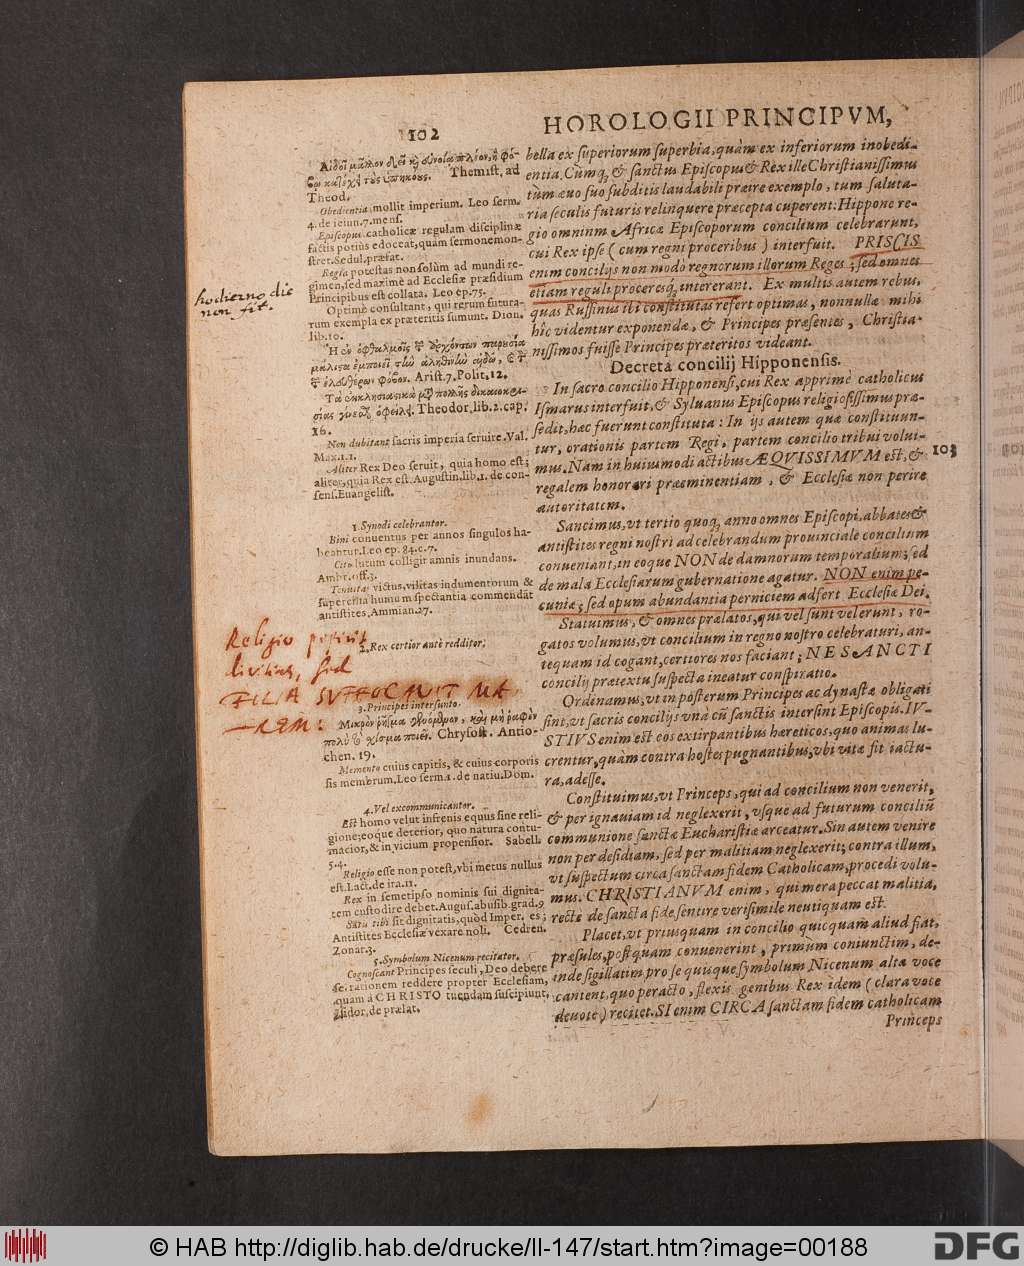 102
HOROLOGII PRINCIPVM,
Αἰδοῖ μᾶλλον
Themist. ad
Theod.
Obedientia mollit imperium. Leo serm.
4. de ieiun. 7. mens.
Episcopus catholicæ regulam disciplinæ
factis potiùs edoceat, quàm sermone mon-
stret. Sedul. præfat.
Regia potestas non solùm ad mundi re-
gimen, sed maximè ad Ecclesiæ præsidium
Principibus est collata. Leo ep. 75.
Optimè consultant, qui rerum futura-
rum exempla ex præteritis sumunt. Dion.
lib. 10.
Arist. 7. Polit. 12.
Theodor. lib. 2. cap.
16.
Non dubitant sacris imperia seruire. Val.
Max. 1. 1.
Aliter Rex Deo seruit, quia homo est;
aliter, quia Rex est. Augustin. lib. 1. de con-
sens. Euangelist.
1. Synodi celebrantor.
Bini conuentus per annos singulos ha-
beantur. Leo ep. 84. c. 7.
Citò lutum colligit amnis inundans.
Ambr. off. 3.
Tenuitas victus, vilitas indumentorum &
supercilia humum spectantia commendāt
antistites. Ammian. 27.
2. Rex certior antè redditor;
3. Principes intersunto.
Chrysost. Antio-
chen. 19.
Memento cuius capitis, & cuius corporis
sis membrum. Leo serm. 1. de natiu. Dom.
4. Vel excommunicantor.
Est homo velut infrenis equus sine reli-
gione; eoque deterior, quo natura contu-
macior, & in vicium propensior. Sabell.
5. 4.
Religio esse non potest, vbi metus nullus
est. Lact. de ira. 11.
Rex in semetipso nominis sui dignita-
tem custodire debet. August. abusib. grad. 9
Satis tibi sit dignitatis, quòd Imper. es;
Antistites Ecclesiæ vexare noli. Cedren.
Zonar. 3.
5. Symbolum Nicenum recitator.
Cognoscant Principes seculi, Deo debere
se rationem reddere propter Ecclesiam,
quam à CHRISTO tuendam suscipiunt.
Isidor. de prælat.
hodierno die
non fit.
Religio peperit
divitias, sed
FILIA SUFFOCAVIT MA
-REM:
bella ex superiorum superbia, quàm ex inferiorum inobedi-
entia. Cumq́; & sanctus Episcopus & Rex ille Christianissimus
tùm æuo suo subditis laudabili præire exemplo, tum saluta-
ria seculis futuris relinquere præcepta cuperent: Hippone re-
gio omnium Africæ Episcoporum concilium celebrarunt,
cui Rex ipse (cum regni proceribus) interfuit. PRISCIS
enim concilijs non modò regnorum illorum Reges; sed omnes
etiam reguli proceresq́; intererant. Ex multis autem rebus,
quas Ruffinus ibi constitutas refert optimas, nonnullæ mihi
hîc videntur exponendæ, & Principes præsentes, Christia-
nissimos fuisse Principes præteritos videant.
Decreta concilij Hipponensis.
In sacro concilio Hipponensi, cui Rex apprimè catholicus
Ismarus interfuit, & Syluanus Episcopus religiosissimus præ-
sedit, hæc fuerunt constituta: In ijs autem quæ constituun-
tur, orationis partem Regi, partem concilio tribui volui-
mus. Nam in huiusmodi actibus ÆQVISSIMVM est, &
103
regalem honorari præeminentiam, & Ecclesiæ non perire
autoritatem.
Sancimus, vt tertio quoq́; anno omnes Episcopi, abbates &
antistites regni nostri ad celebrandum prouinciale concilium
conueniant, in eoque NON de damnorum temporalium; sed
de mala Ecclesiarum gubernatione agatur. NON enim pe-
cuniæ; sed opum abundantia perniciem adfert Ecclesiæ Dei.
Statuimus, & omnes prælatos, qui vel sunt vel erunt, ro-
gatos volumus, vt concilium in regno nostro celebraturi, an-
tequam id cogant, certiores nos faciant; NE SANCTI
concilij prætextu suspecta ineatur conspiratio.
Ordinamus, vt in posterum Principes ac dynastæ obligati
sint, vt sacris concilijs vnà cū sanctis intersint Episcopis. IV-
STIVS enim est eos extirpantibus hæreticos, quo animas lu-
crentur, quàm contra hostes pugnantibus, vbi vitæ fit iactu-
ra, adesse.
Constituimus, vt Princeps, qui ad concilium non venerit,
& per ignauiam id neglexerit, vsque ad futurum conciliū
communione sanctæ Eucharistiæ arceatur. Sin autem venire
non per desidiam, sed per malitiam neglexerit; contra illum,
vt suspectum circa sanctam fidem Catholicam, procedi volu-
mus. CHRISTIANVM enim, qui mera peccat malitia,
rectè de sancta fide sentire verisimile neutiquam est.
Placet, vt priusquam in concilio quicquam aliud fiat,
præsules, postquam conuenerint, primum coniunctim, de-
inde sigillatim pro se quisque symbolum Nicenum alta voce
cantent, quo peracto, flexis genibus Rex idem (clara voce
deuotè) recitet. SI enim CIRCA sanctam fidem catholicam
Princeps
© HAB http://diglib.hab.de/drucke/ll-147/start.htm?image=00188
DFG